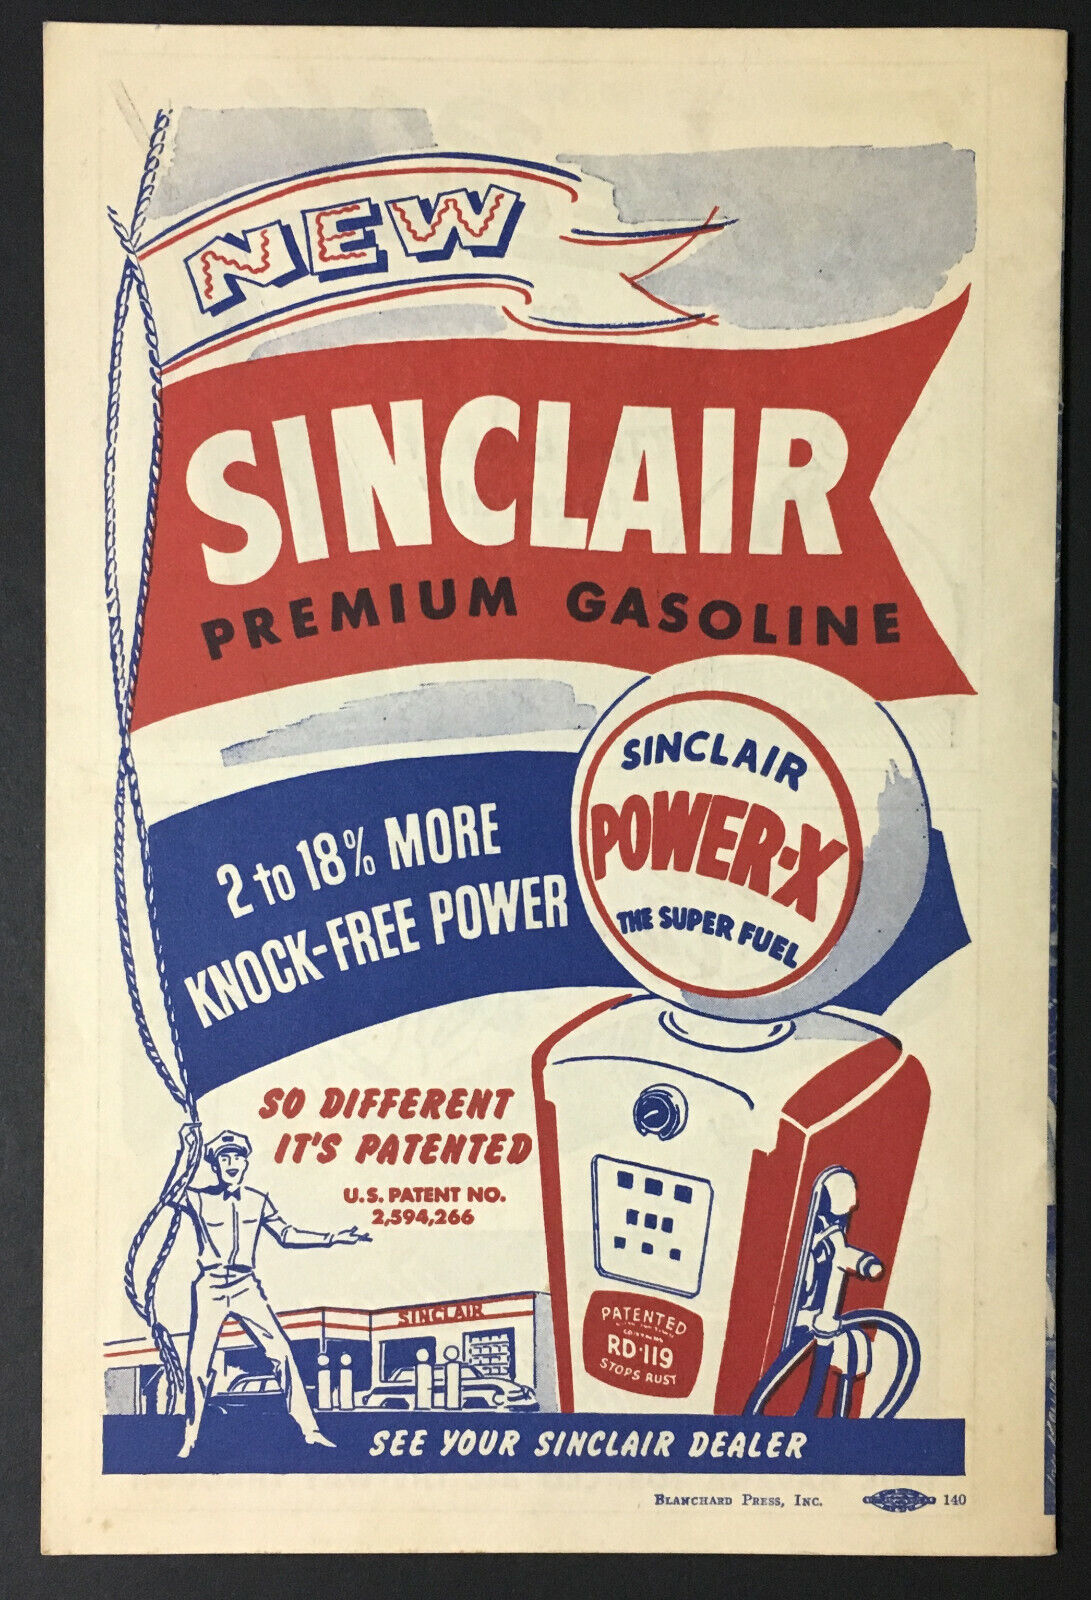 NEW
SINCLAIR
PREMIUM GASOLINE
2 to 18% MORE
KNOCK-FREE POWER
SINCLAIR
POWER-X
THE SUPER FUEL
SO DIFFERENT
IT'S PATENTED
U.S. PATENT NO.
2,594,266
SINCLAIR
PATENTED
RD-119
STOPS RUST
SEE YOUR SINCLAIR DEALER
BLANCHARD PRESS, INC. 140